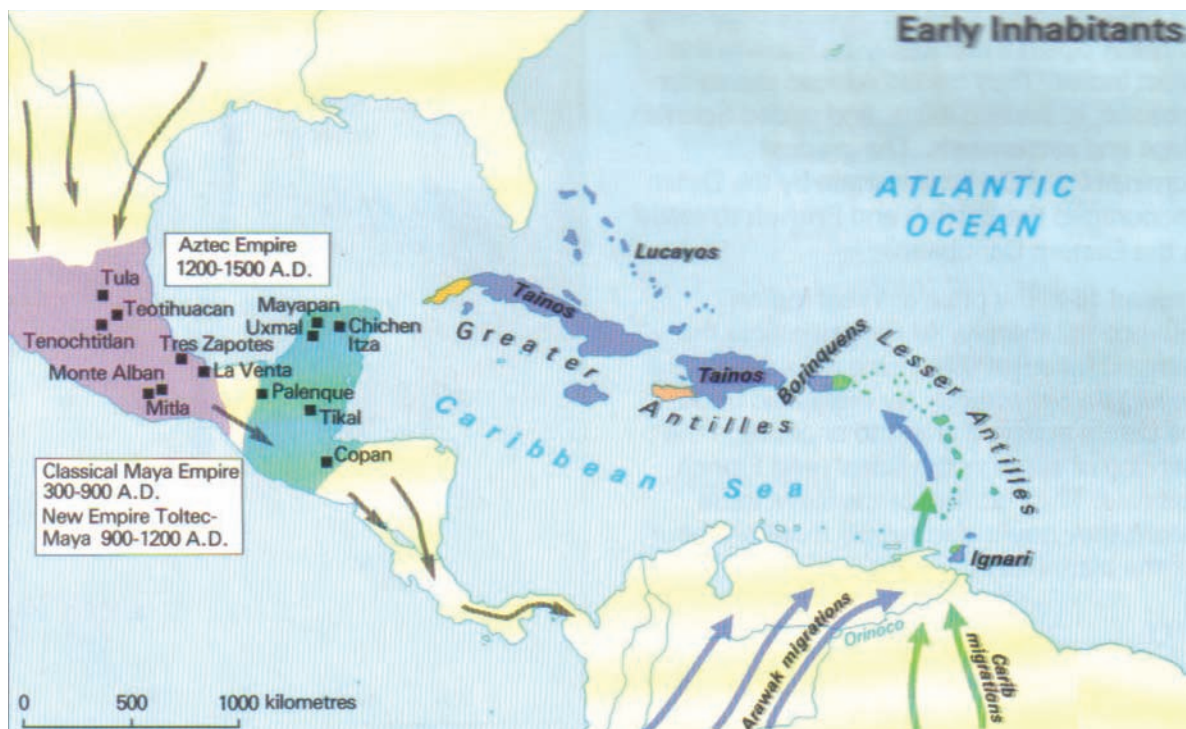 Early Inhabitants
ATLANTIC
OCEAN
Aztec Empire
1200-1500 A.D.
Lucayos
Tula
Teotihuacan
Tenochtitlan
Tres Zapotes
La Venta
Monte Alban
Mitla
Mayapan
Uxmal
Chichen
Itza
Palenque
Tikal
Copan
Tainos
Greater
Antilles
Tainos
Borinquens
Lesser Antilles
Caribbean Sea
Classical Maya Empire
300-900 A.D.
New Empire Toltec-
Maya 900-1200 A.D.
Ignari
Orinoco
Arawak migrations
Carib
migrations
0 500 1000 kilometres